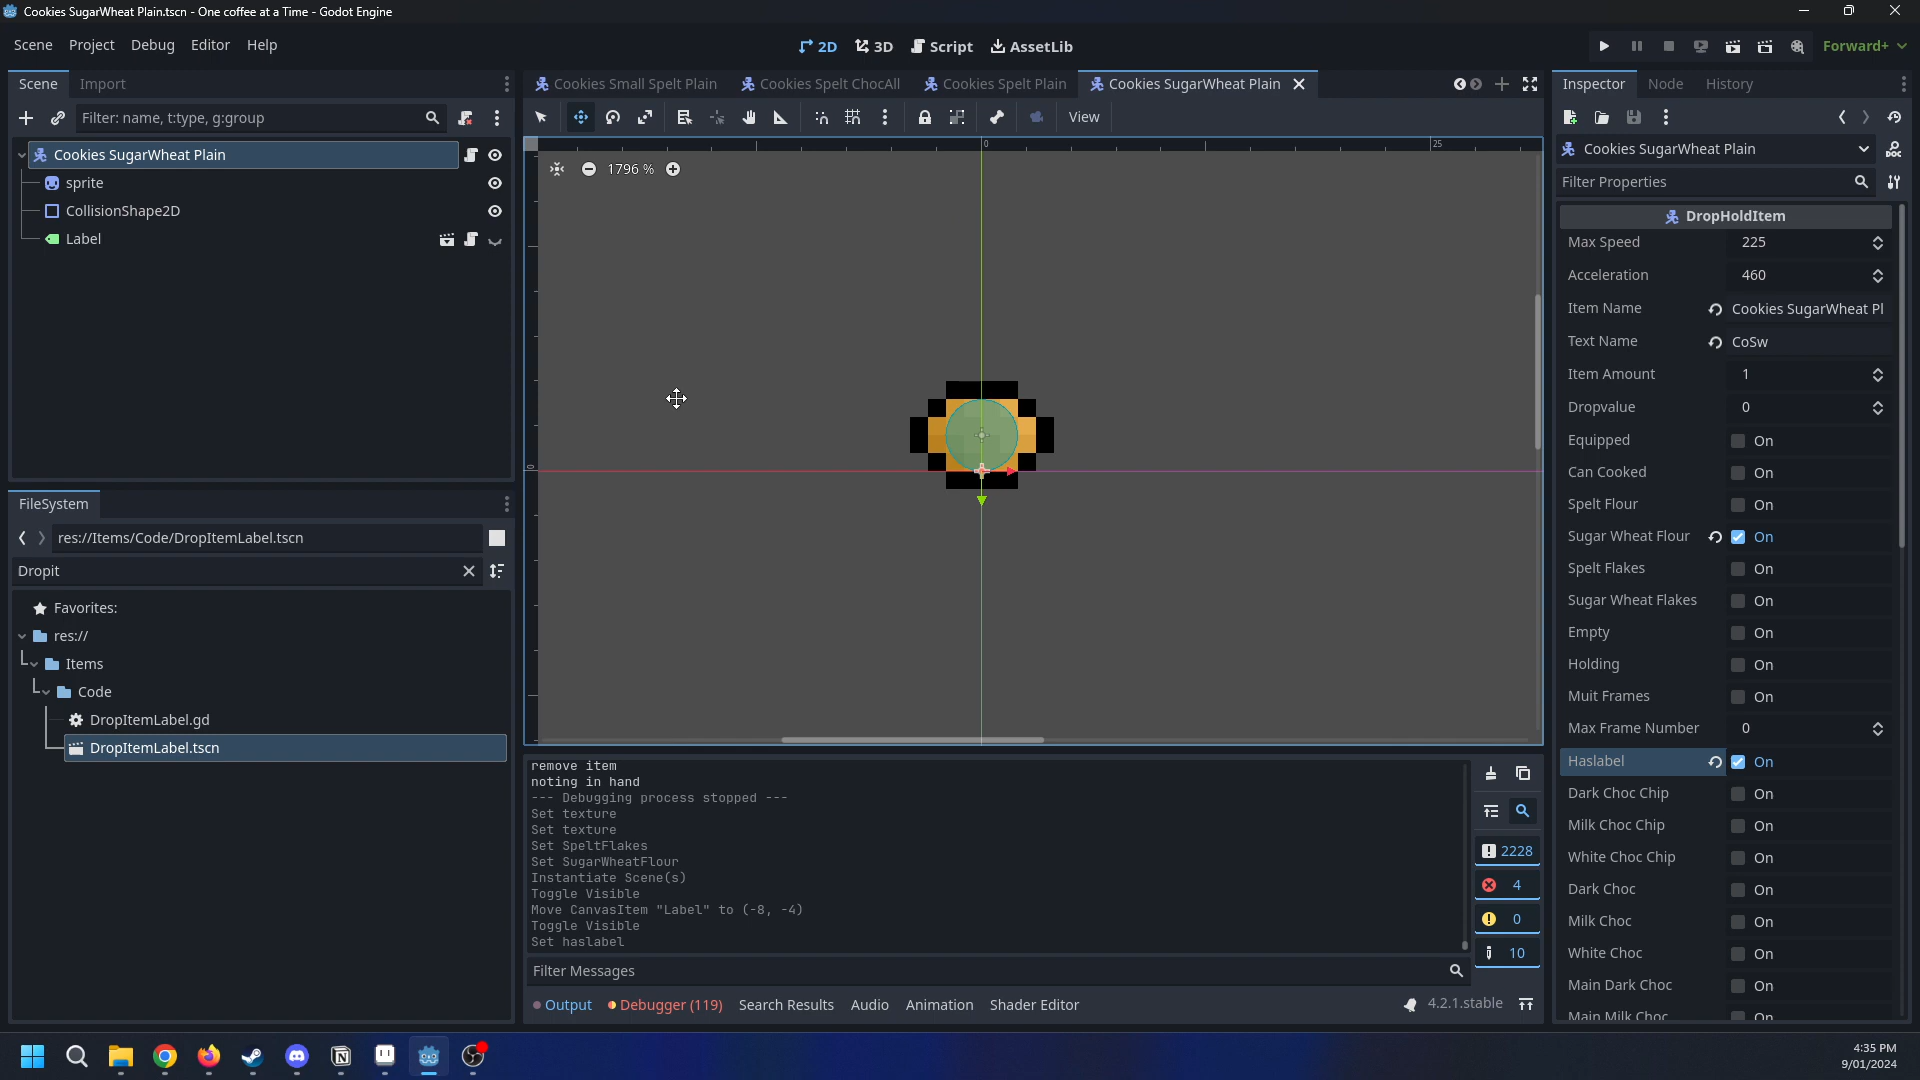 Cookies SugarWheat Plain.tscn - One coffee at a Time - Godot Engine
Scene Project Debug Editor Help
2D 3D Script AssetLib
Forward+
Scene Import
Filter: name, t:type, g:group
Cookies SugarWheat Plain
sprite
CollisionShape2D
Label
FileSystem
res://Items/Code/DropItemLabel.tscn
Dropit
Favorites:
res://
Items
Code
DropItemLabel.gd
DropItemLabel.tscn
Cookies Small Spelt Plain Cookies Spelt ChocAll Cookies Spelt Plain Cookies SugarWheat Plain
View
0 25
1796 %
0
remove item
noting in hand
--- Debugging process stopped ---
Set texture
Set texture
Set SpeltFlakes
Set SugarWheatFlour
Instantiate Scene(s)
Toggle Visible
Move CanvasItem "Label" to (-8, -4)
Toggle Visible
Set haslabel
2228
4
0
10
Filter Messages
Output Debugger (119) Search Results Audio Animation Shader Editor
4.2.1.stable
Inspector Node History
Cookies SugarWheat Plain
Filter Properties
DropHoldItem
Max Speed 225
Acceleration 460
Item Name Cookies SugarWheat Pl
Text Name CoSw
Item Amount 1
Dropvalue 0
Equipped On
Can Cooked On
Spelt Flour On
Sugar Wheat Flour On
Spelt Flakes On
Sugar Wheat Flakes On
Empty On
Holding On
Muit Frames On
Max Frame Number 0
Haslabel On
Dark Choc Chip On
Milk Choc Chip On
White Choc Chip On
Dark Choc On
Milk Choc On
White Choc On
Main Dark Choc On
Main Milk Choc On
4:35 PM
9/01/2024